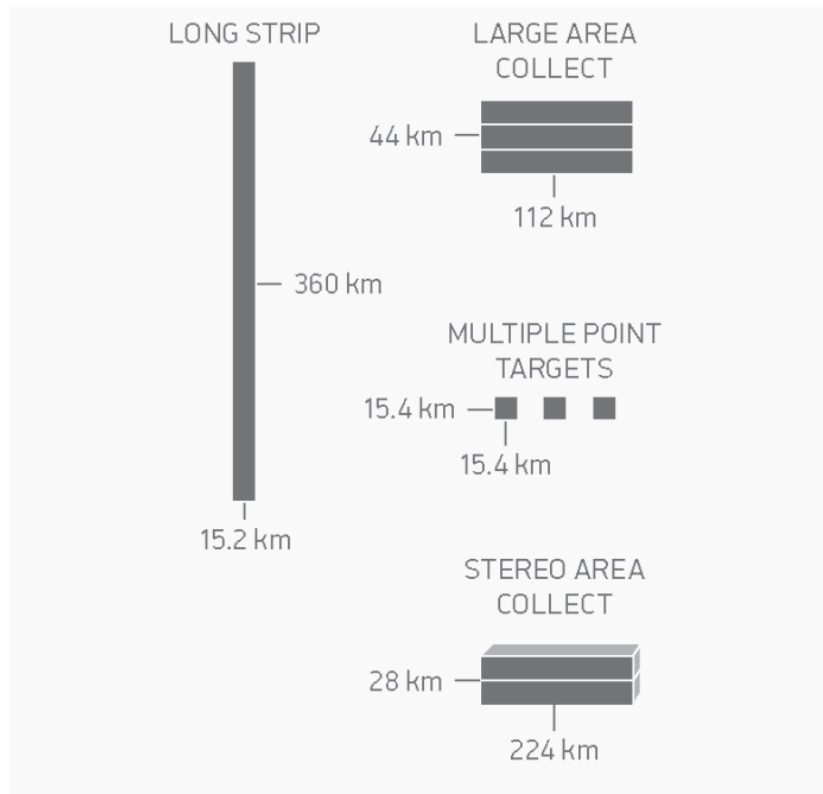 LONG STRIP
360 km
15.2 km
LARGE AREA
COLLECT
44 km
112 km
MULTIPLE POINT
TARGETS
15.4 km
15.4 km
STEREO AREA
COLLECT
28 km
224 km